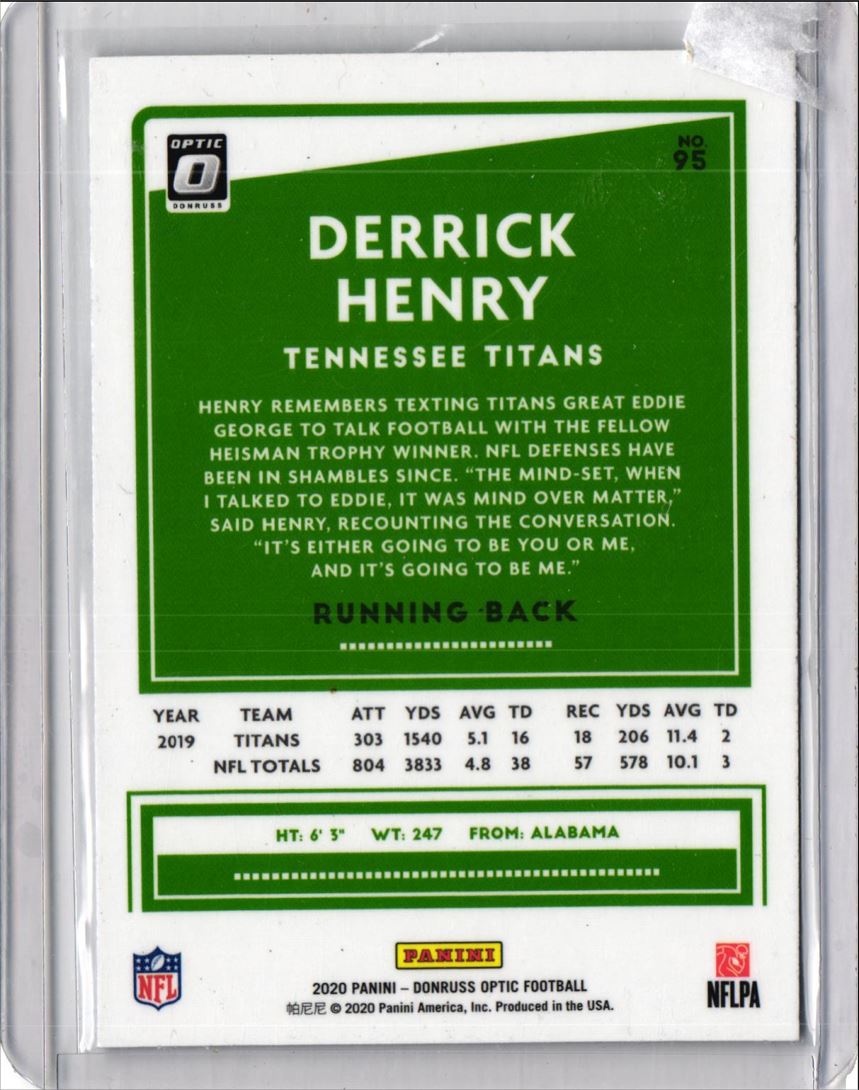 OPTIC
O
DONRUSS
NO.
95
DERRICK
HENRY
TENNESSEE TITANS
HENRY REMEMBERS TEXTING TITANS GREAT EDDIE
GEORGE TO TALK FOOTBALL WITH THE FELLOW
HEISMAN TROPHY WINNER. NFL DEFENSES HAVE
BEEN IN SHAMBLES SINCE. “THE MIND-SET, WHEN
I TALKED TO EDDIE, IT WAS MIND OVER MATTER,”
SAID HENRY, RECOUNTING THE CONVERSATION.
“IT’S EITHER GOING TO BE YOU OR ME,
AND IT’S GOING TO BE ME.”
RUNNING BACK
YEAR TEAM ATT YDS AVG TD REC YDS AVG TD
2019 TITANS 303 1540 5.1 16 18 206 11.4 2
NFL TOTALS 804 3833 4.8 38 57 578 10.1 3
HT: 6' 3" WT: 247 FROM: ALABAMA
NFL
PANINI
NFLPA
2020 PANINI – DONRUSS OPTIC FOOTBALL
帕尼尼 © 2020 Panini America, Inc. Produced in the USA.